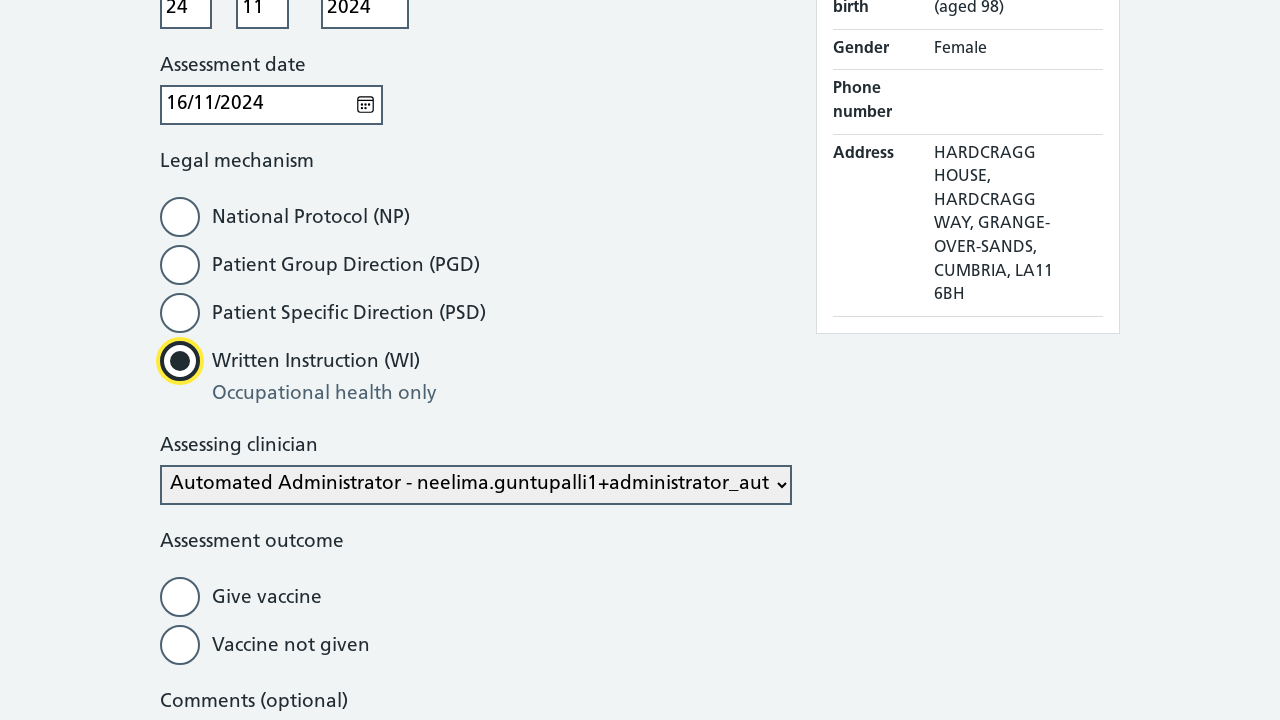 24
11
2024
Assessment date
16/11/2024
Legal mechanism
National Protocol (NP)
Patient Group Direction (PGD)
Patient Specific Direction (PSD)
Written Instruction (WI)
Occupational health only
Assessing clinician
Automated Administrator - neelima.guntupalli1+administrator_aut
Assessment outcome
Give vaccine
Vaccine not given
Comments (optional)
birth
(aged 98)
Gender
Female
Phone
number
Address
HARDCRAGG
HOUSE,
HARDCRAGG
WAY, GRANGE-
OVER-SANDS,
CUMBRIA, LA11
6BH